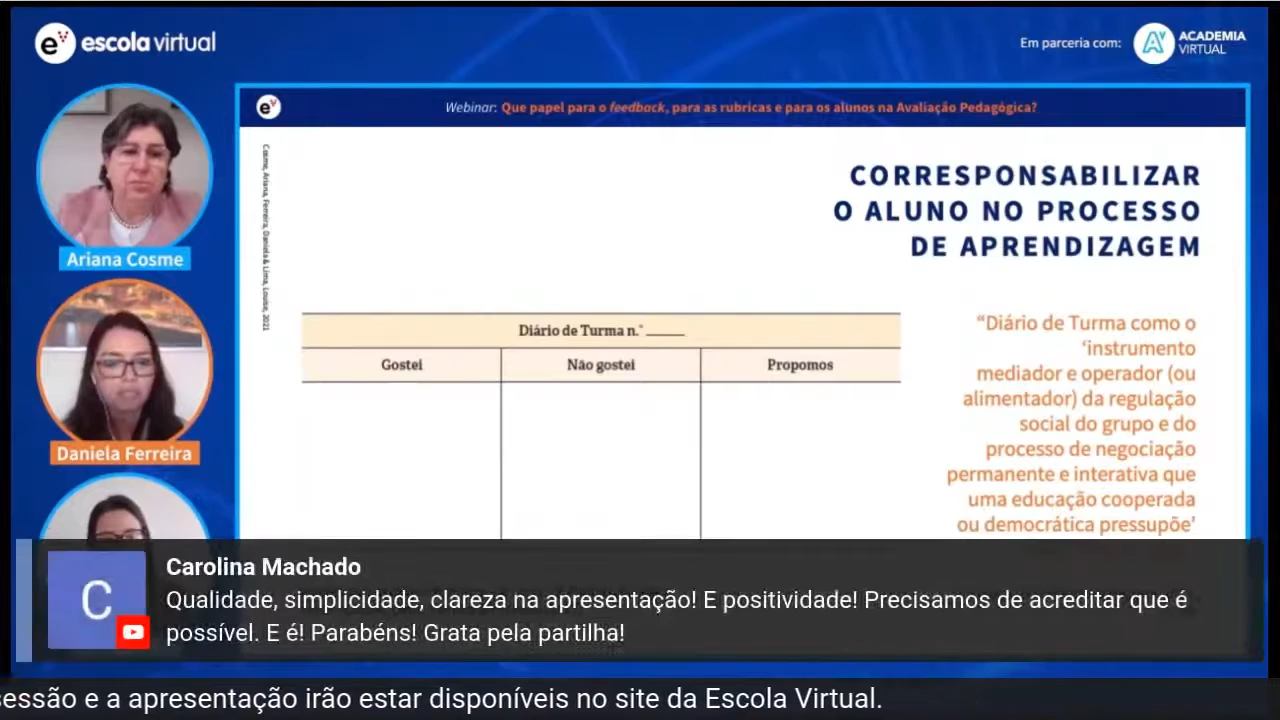 escola virtual
Em parceria com:
ACADEMIA
VIRTUAL
Webinar: Que papel para o feedback, para as rubricas e para os alunos na Avaliação Pedagógica?
Cosme, Ariana, Ferreira, Daniela & Lima, Louise, 2021
CORRESPONSABILIZAR
O ALUNO NO PROCESSO
DE APRENDIZAGEM
Ariana Cosme
Daniela Ferreira
Diário de Turma n.º ______
Gostei
Não gostei
Propomos
“Diário de Turma como o
‘instrumento
mediador e operador (ou
alimentador) da regulação
social do grupo e do
processo de negociação
permanente e interativa que
uma educação cooperada
ou democrática pressupõe’
C
Carolina Machado
Qualidade, simplicidade, clareza na apresentação! E positividade! Precisamos de acreditar que é
possível. E é! Parabéns! Grata pela partilha!
sessão e a apresentação irão estar disponíveis no site da Escola Virtual.